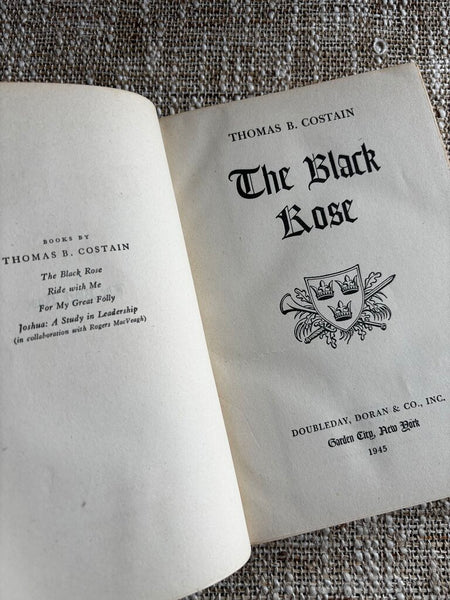 BOOKS BY
THOMAS B. COSTAIN
The Black Rose
Ride with Me
For My Great Folly
Joshua: A Study in Leadership
(in collaboration with Rogers MacVeagh)
THOMAS B. COSTAIN
The Black
Rose
DOUBLEDAY, DORAN & CO., INC.
Garden City, New York
1945